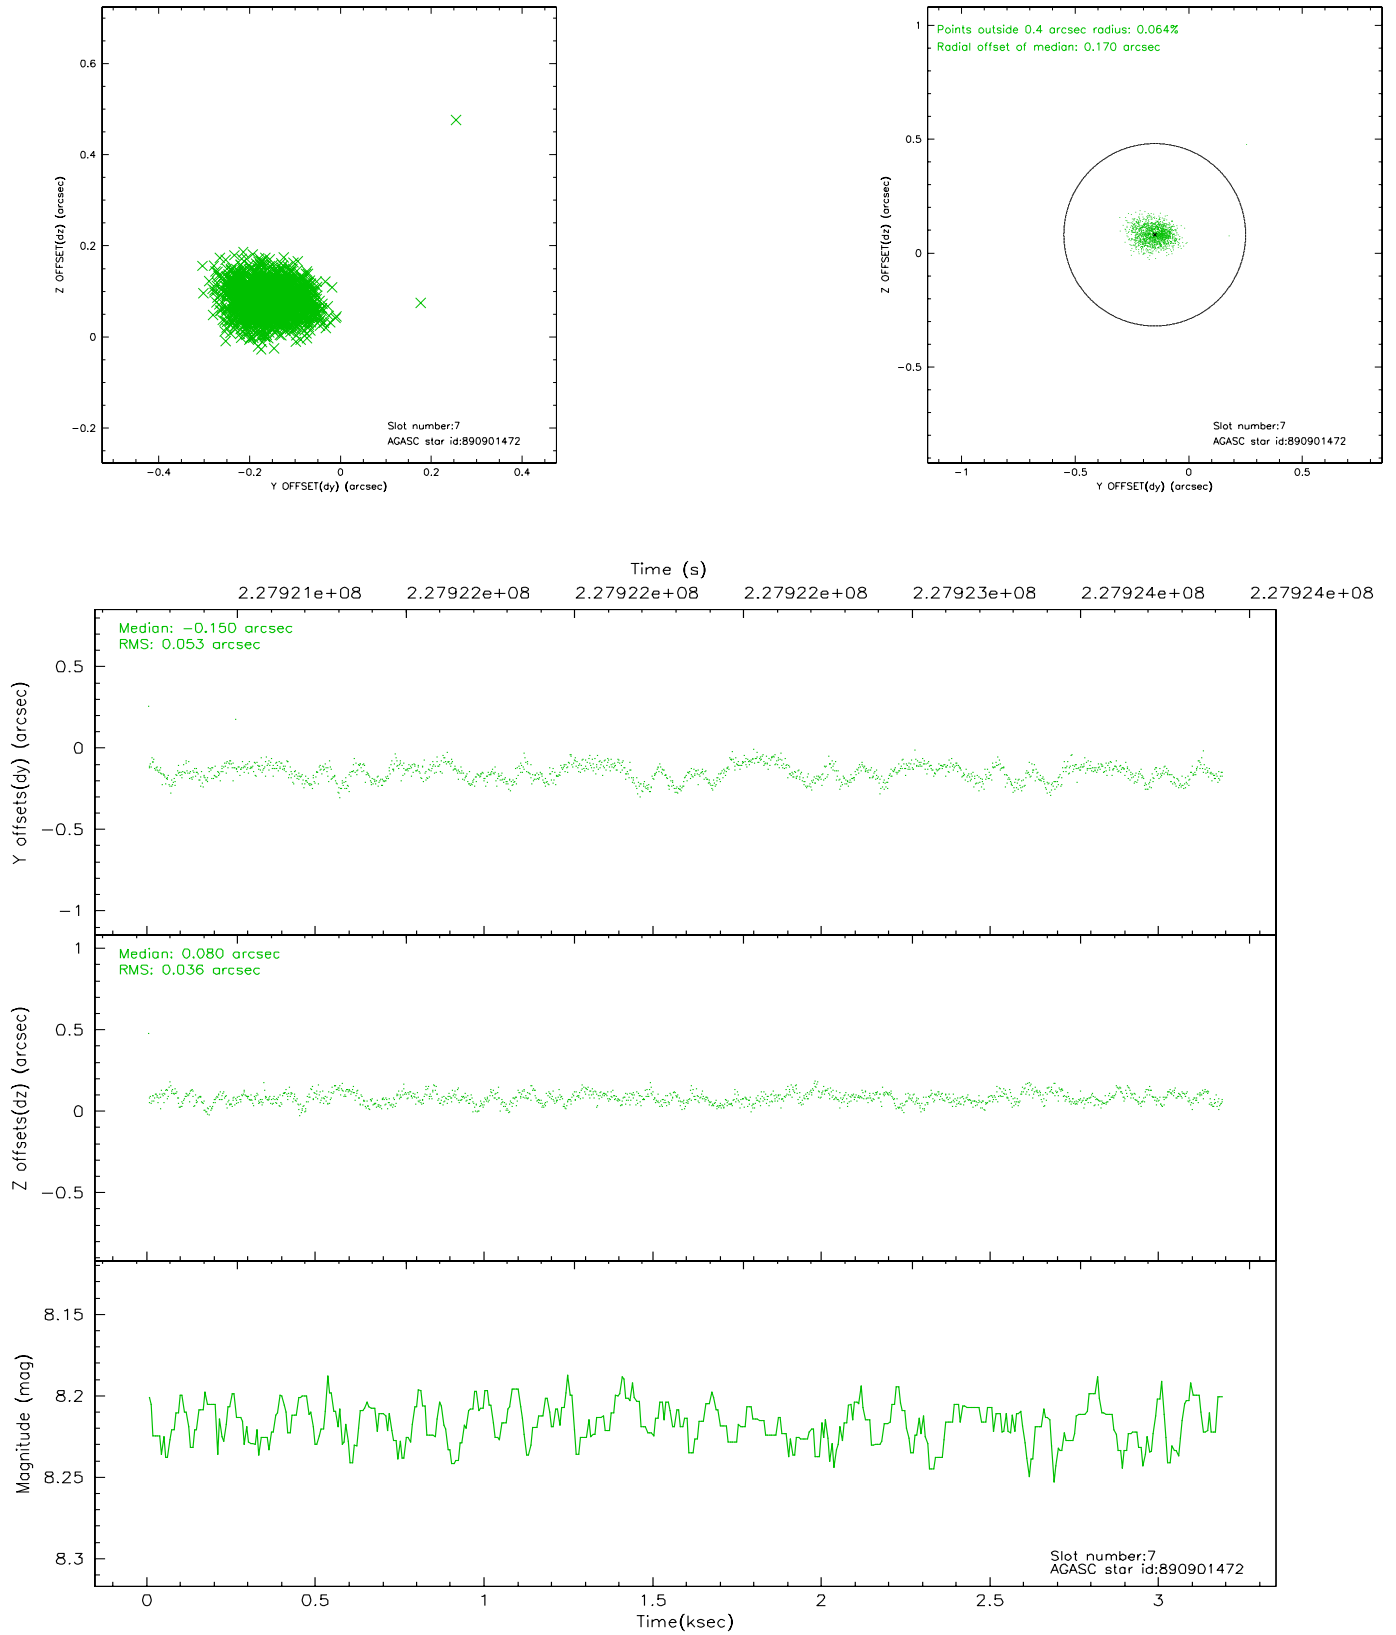 0.6
0.4
0.2
0
−0.2
Z OFFSET(dz) (arcsec)
Slot number:7
AGASC star id:890901472
−0.4 −0.2 0 0.2 0.4
Y OFFSET(dy) (arcsec)
Points outside 0.4 arcsec radius: 0.064%
Radial offset of median: 0.170 arcsec
1
0.5
0
−0.5
Z OFFSET(dz) (arcsec)
Slot number:7
AGASC star id:890901472
−1 −0.5 0 0.5
Y OFFSET(dy) (arcsec)
Time (s)
2.27921e+08 2.27922e+08 2.27922e+08 2.27922e+08 2.27923e+08 2.27924e+08 2.27924e+08
Median: −0.150 arcsec
RMS: 0.053 arcsec
0.5
0
−0.5
−1
Y offsets(dy) (arcsec)
Median: 0.080 arcsec
RMS: 0.036 arcsec
1
0.5
0
−0.5
Z offsets(dz) (arcsec)
8.15
8.2
8.25
8.3
Magnitude (mag)
Slot number:7
AGASC star id:890901472
0 0.5 1 1.5 2 2.5 3
Time(ksec)